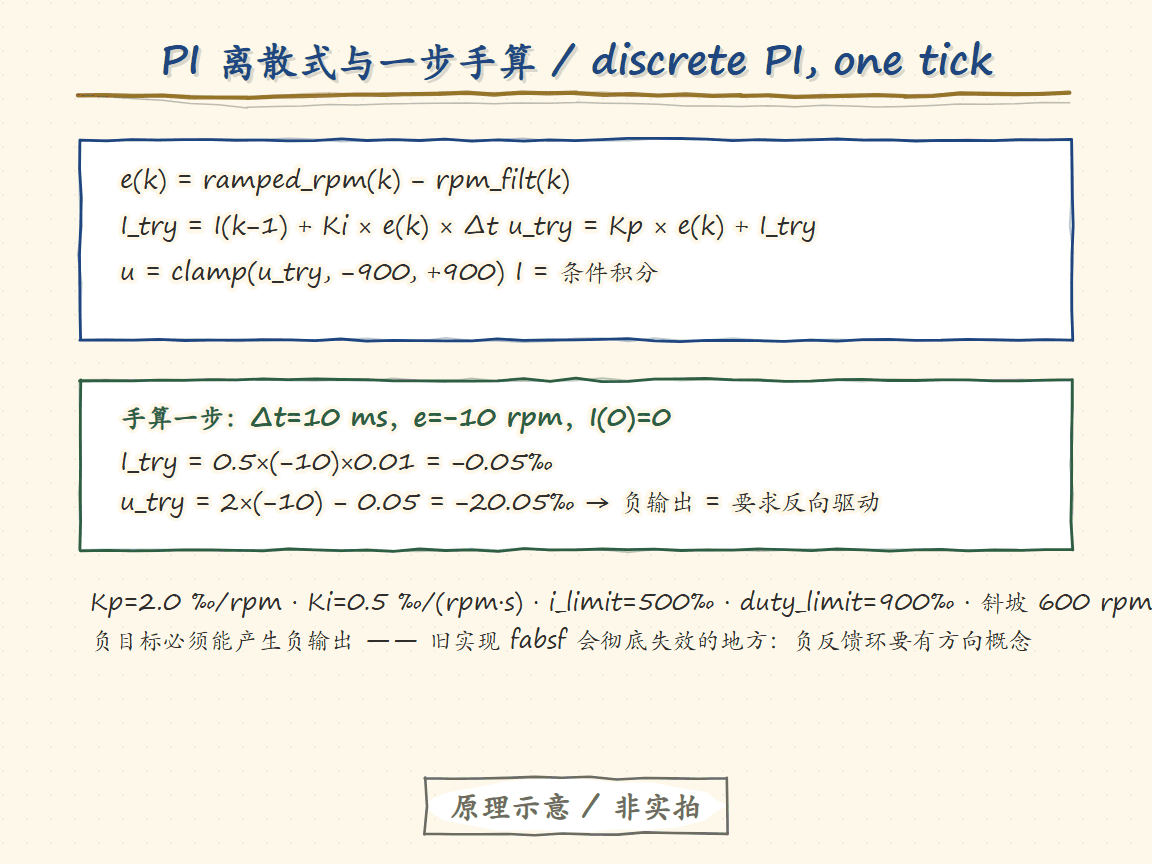 PI 离散式与一步手算 / discrete PI, one tick
e(k) = ramped_rpm(k) − rpm_filt(k)
I_try = I(k−1) + Ki × e(k) × Δt u_try = Kp × e(k) + I_try
u = clamp(u_try, −900, +900) I = 条件积分
手算一步：Δt=10 ms，e=−10 rpm，I(0)=0
I_try = 0.5×(−10)×0.01 = −0.05‰
u_try = 2×(−10) − 0.05 = −20.05‰ → 负输出 = 要求反向驱动
Kp=2.0 ‰/rpm · Ki=0.5 ‰/(rpm·s) · i_limit=500‰ · duty_limit=900‰ · 斜坡 600 rpm
负目标必须能产生负输出 —— 旧实现 fabsf 会彻底失效的地方：负反馈环要有方向概念
原理示意 / 非实拍